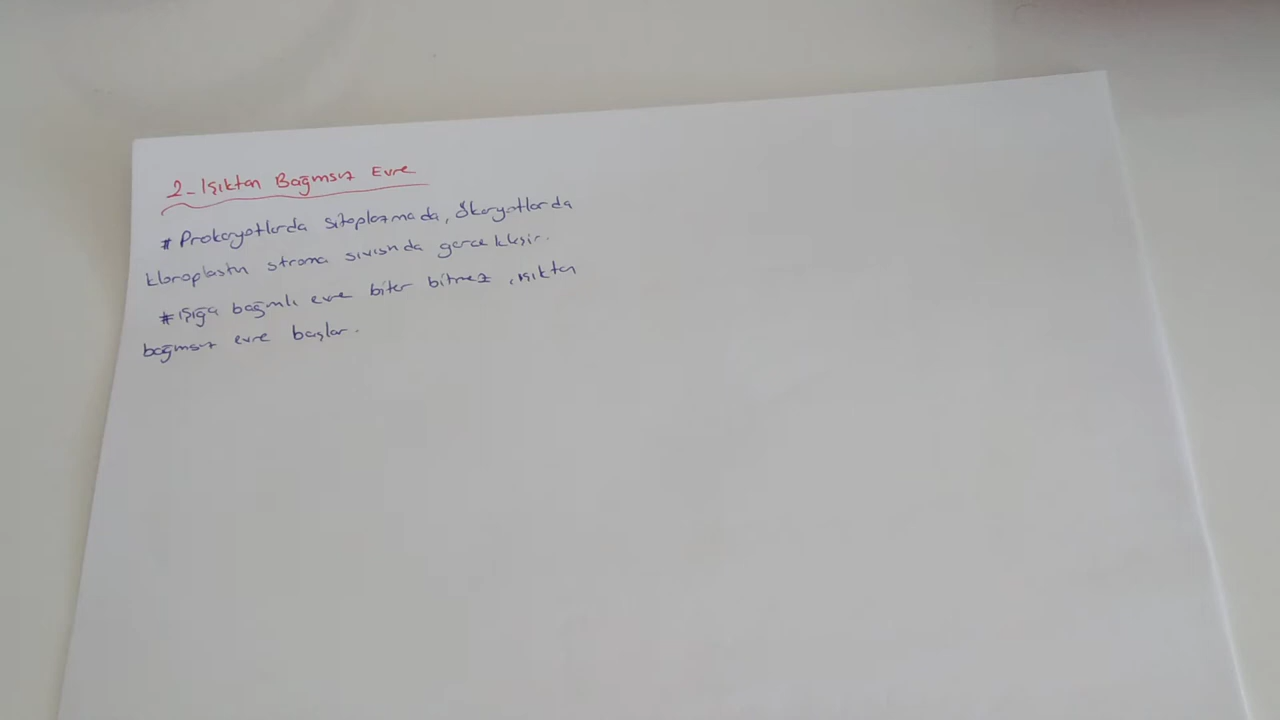 2- Işıktan Bağımsız Evre
# Prokaryotlarda sitoplazmada, ökaryotlarda
kloroplastın stroma sıvısında gerçekleşir.
# Işığa bağımlı evre biter bitmez, ışıktan
bağımsız evre başlar.